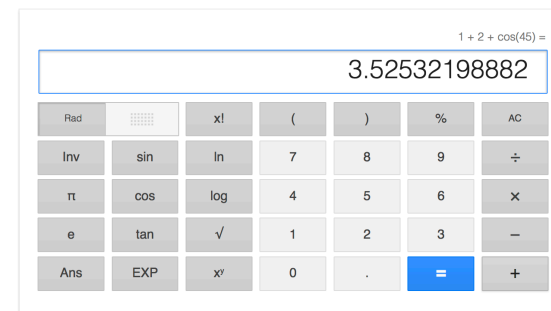 1 + 2 + cos(45) =
3.52532198882
Rad x! ( ) % AC
Inv sin ln 7 8 9 ÷
π cos log 4 5 6 ×
e tan √ 1 2 3 −
Ans EXP xʸ 0 . = +